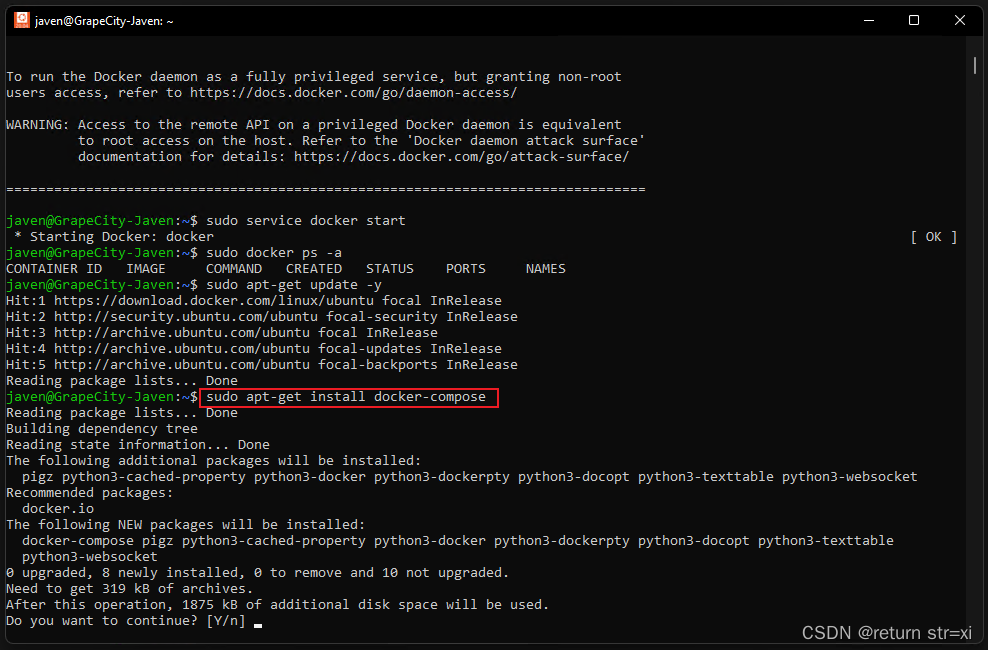 javen@GrapeCity-Javen: ~
To run the Docker daemon as a fully privileged service, but granting non-root
users access, refer to https://docs.docker.com/go/daemon-access/
WARNING: Access to the remote API on a privileged Docker daemon is equivalent
         to root access on the host. Refer to the 'Docker daemon attack surface'
         documentation for details: https://docs.docker.com/go/attack-surface/
================================================================================
javen@GrapeCity-Javen:~$ sudo service docker start
 * Starting Docker: docker                                                                                       [ OK ]
javen@GrapeCity-Javen:~$ sudo docker ps -a
CONTAINER ID   IMAGE     COMMAND   CREATED   STATUS    PORTS     NAMES
javen@GrapeCity-Javen:~$ sudo apt-get update -y
Hit:1 https://download.docker.com/linux/ubuntu focal InRelease
Hit:2 http://security.ubuntu.com/ubuntu focal-security InRelease
Hit:3 http://archive.ubuntu.com/ubuntu focal InRelease
Hit:4 http://archive.ubuntu.com/ubuntu focal-updates InRelease
Hit:5 http://archive.ubuntu.com/ubuntu focal-backports InRelease
Reading package lists... Done
javen@GrapeCity-Javen:~$ sudo apt-get install docker-compose
Reading package lists... Done
Building dependency tree
Reading state information... Done
The following additional packages will be installed:
  pigz python3-cached-property python3-docker python3-dockerpty python3-docopt python3-texttable python3-websocket
Recommended packages:
  docker.io
The following NEW packages will be installed:
  docker-compose pigz python3-cached-property python3-docker python3-dockerpty python3-docopt python3-texttable
  python3-websocket
0 upgraded, 8 newly installed, 0 to remove and 10 not upgraded.
Need to get 319 kB of archives.
After this operation, 1875 kB of additional disk space will be used.
Do you want to continue? [Y/n]
CSDN @return str=xi